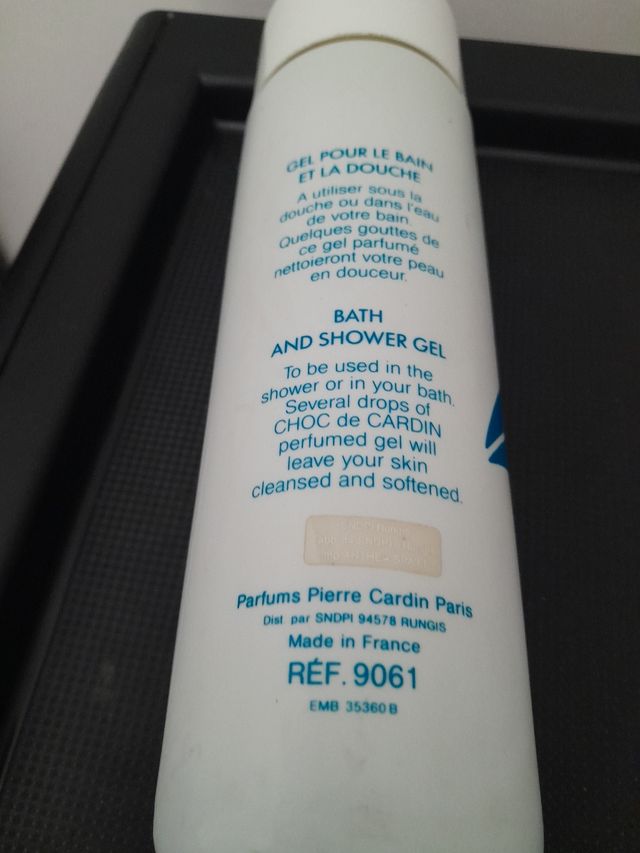 GEL POUR LE BAIN
ET LA DOUCHE
A utiliser sous la
douche ou dans l'eau
de votre bain.
Quelques gouttes de
ce gel parfumé
nettoieront votre peau
en douceur.
BATH
AND SHOWER GEL
To be used in the
shower or in your bath.
Several drops of
CHOC de CARDIN
perfumed gel will
leave your skin
cleansed and softened.
SNDPI Rungis
Parfums Pierre Cardin Paris
Dist par SNDPI 94578 RUNGIS
Made in France
RÉF. 9061
EMB 35360B